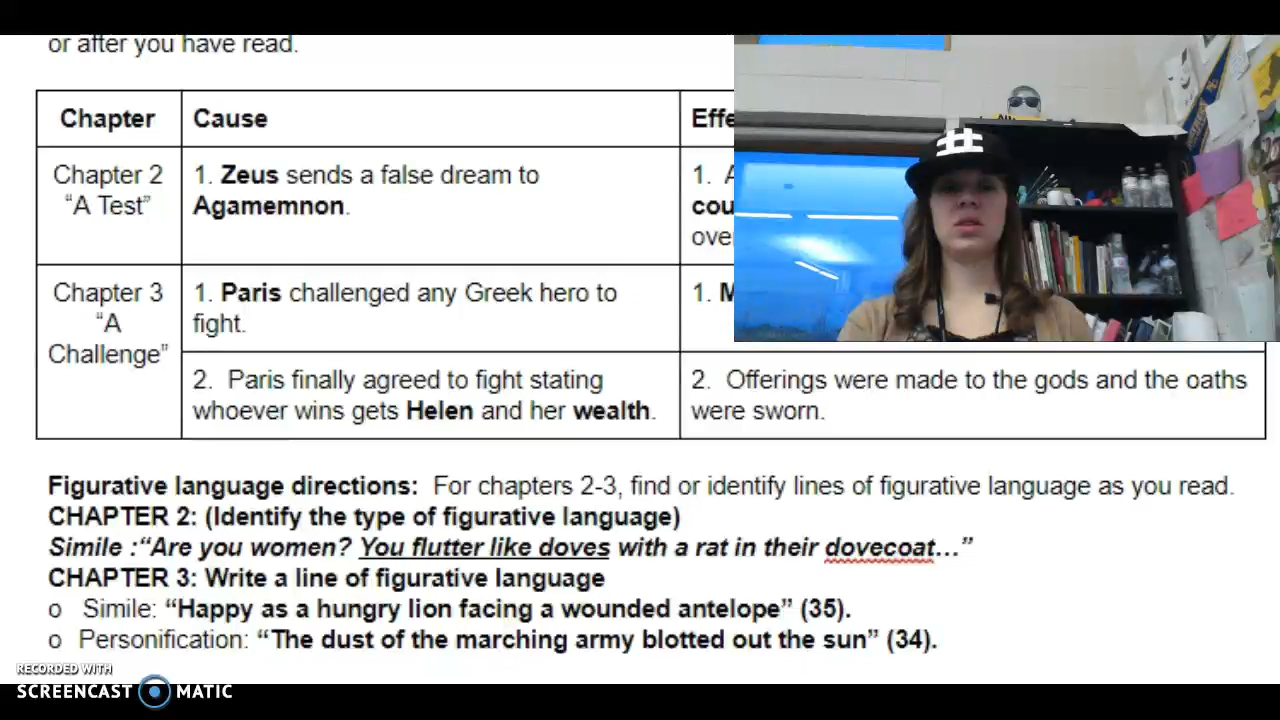 or after you have read.
Chapter Cause Effe
Chapter 2
“A Test”
1. Zeus sends a false dream to
Agamemnon.
1. A
cou
ove
Chapter 3
“A
Challenge”
1. Paris challenged any Greek hero to
fight.
1. M
2. Paris finally agreed to fight stating
whoever wins gets Helen and her wealth.
2. Offerings were made to the gods and the oaths
were sworn.
Figurative language directions: For chapters 2-3, find or identify lines of figurative language as you read.
CHAPTER 2: (Identify the type of figurative language)
Simile :“Are you women? You flutter like doves with a rat in their dovecoat…”
CHAPTER 3: Write a line of figurative language
o Simile: “Happy as a hungry lion facing a wounded antelope” (35).
o Personification: “The dust of the marching army blotted out the sun” (34).
RECORDED WITH
SCREENCAST MATIC